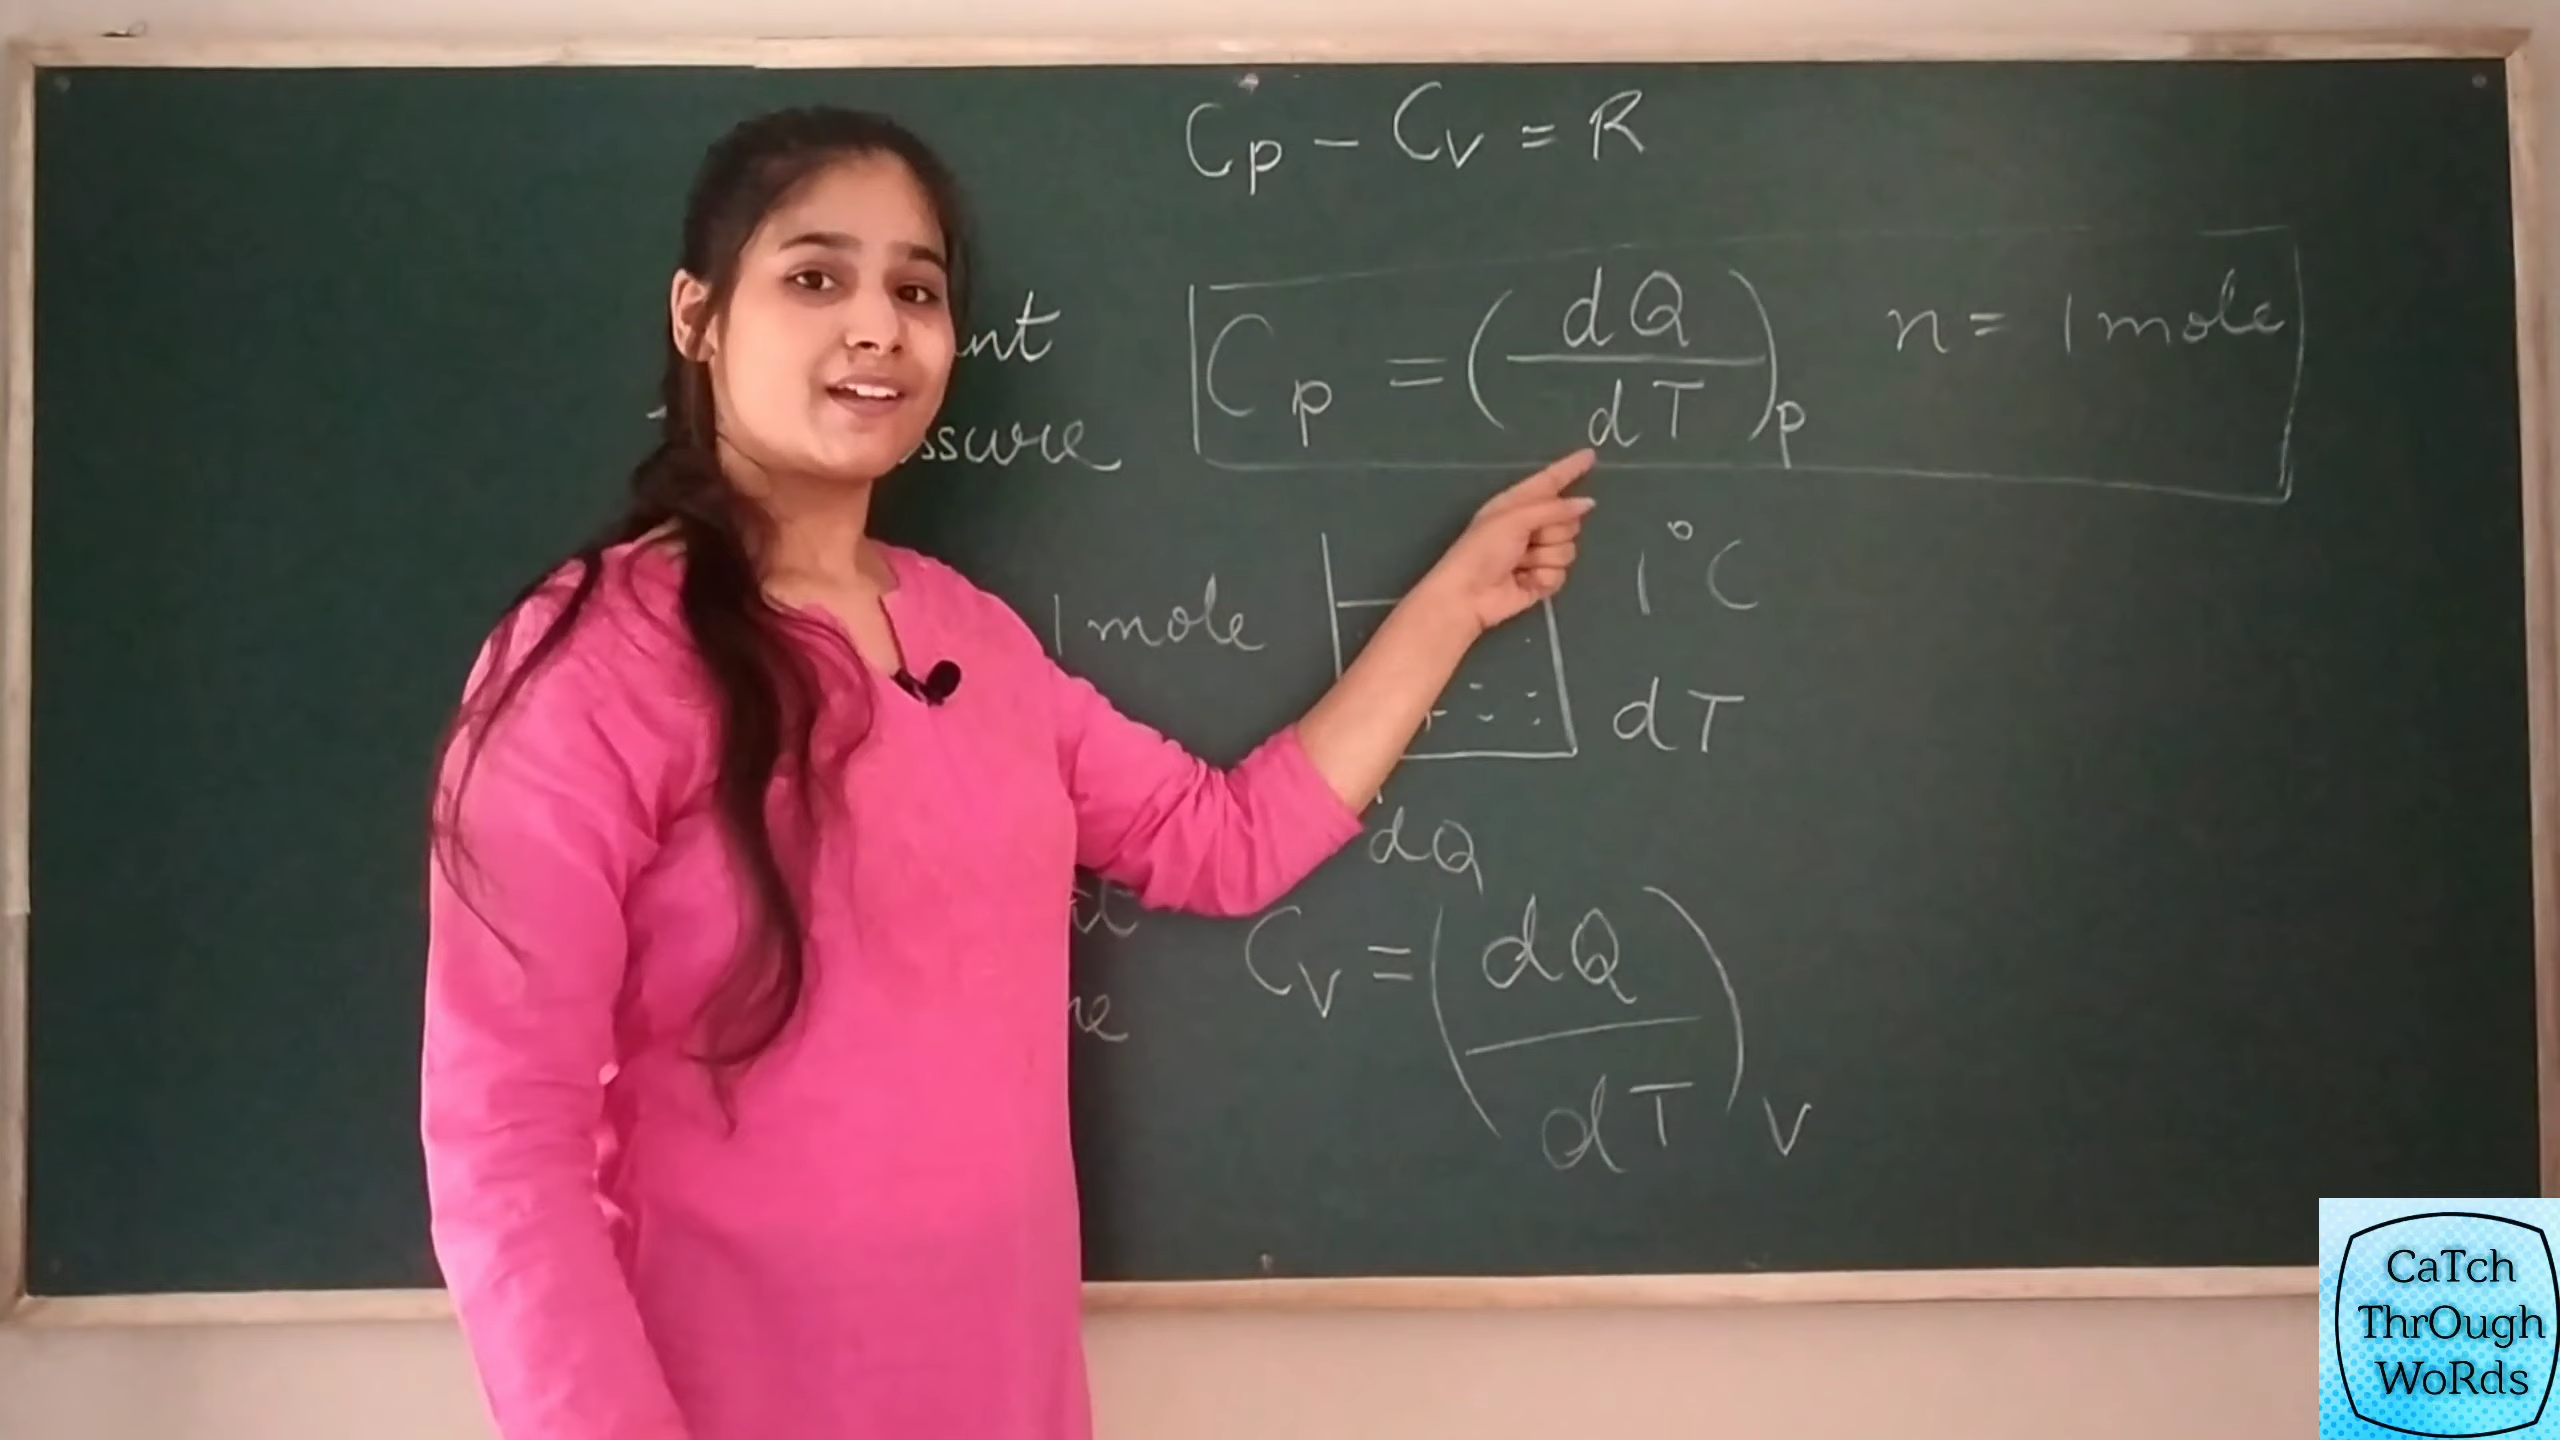 Cp - Cv = R
Cp = (dQ/dT)p n = 1 mole
1°C
1 mole
dT
dQ
Cv = (dQ/dT)v
CaTch
ThrOugh
WoRds